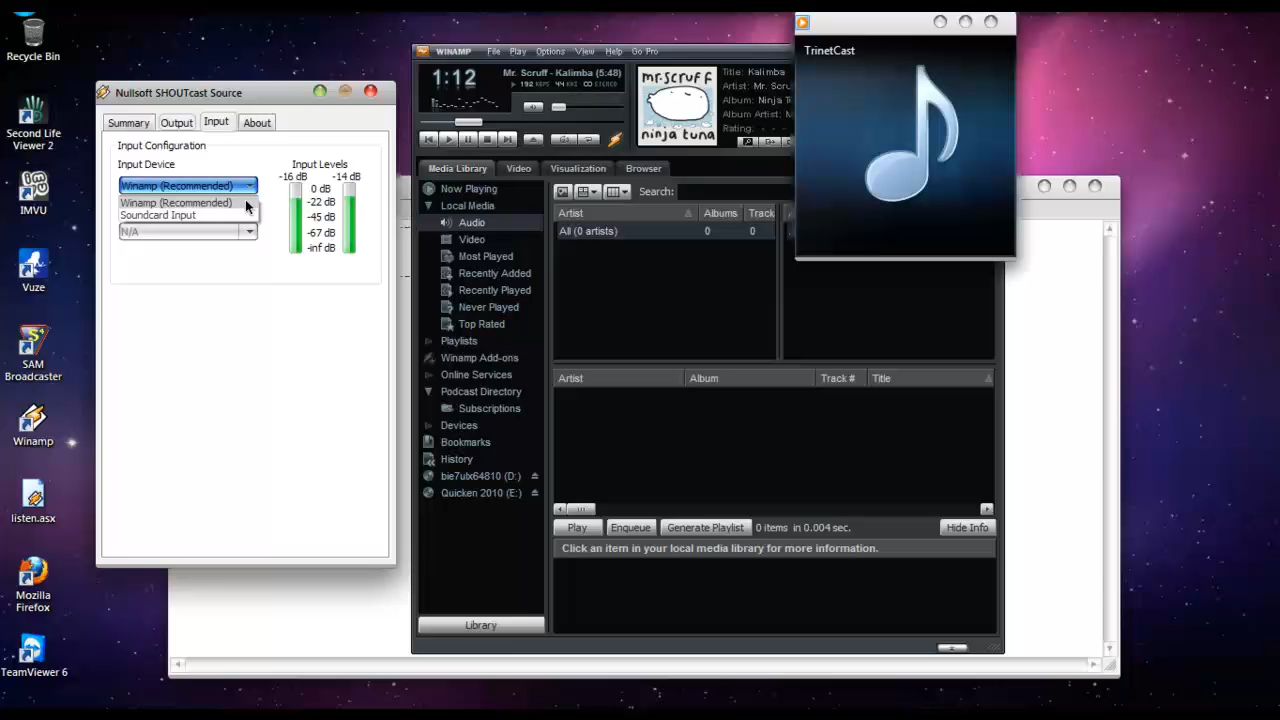 Recycle Bin
Second Life
Viewer 2
IMVU
Vuze
SAM
Broadcaster
Winamp
listen.asx
Mozilla
Firefox
TeamViewer 6
Nullsoft SHOUTcast Source
Summary
Output
Input
About
Input Configuration
Input Device
Winamp (Recommended)
Winamp (Recommended)
Soundcard Input
N/A
Input Levels
-16 dB
-14 dB
0 dB
-22 dB
-45 dB
-67 dB
-inf dB
WINAMP
File Play Options View Help Go Pro
1:12
Mr. Scruff - Kalimba (5:48)
192 KBPS 44 KHZ STEREO
mr.scruff
ninja tuna
Title: Kalimba
Artist: Mr. Scru
Album: Ninja T
Album Artist: M
Rating:
Media Library
Video
Visualization
Browser
Now Playing
Local Media
Audio
Video
Most Played
Recently Added
Recently Played
Never Played
Top Rated
Playlists
Winamp Add-ons
Online Services
Podcast Directory
Subscriptions
Devices
Bookmarks
History
bie7ulx64810 (D:)
Quicken 2010 (E:)
Library
Search:
Artist Albums Track
All (0 artists) 0 0
Artist Album Track # Title
Play
Enqueue
Generate Playlist
0 items in 0.004 sec.
Hide Info
Click an item in your local media library for more information.
TrinetCast